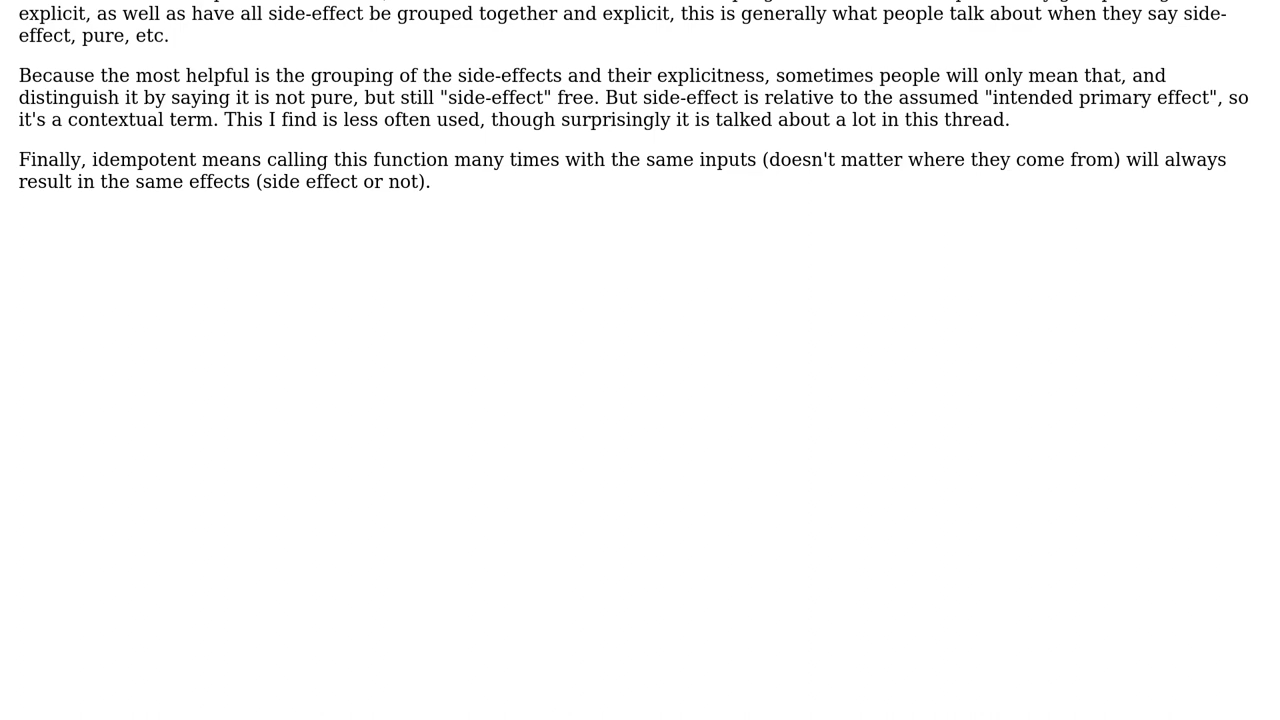 explicit, as well as have all side-effect be grouped together and explicit, this is generally what people talk about when they say side-
effect, pure, etc.
Because the most helpful is the grouping of the side-effects and their explicitness, sometimes people will only mean that, and
distinguish it by saying it is not pure, but still "side-effect" free. But side-effect is relative to the assumed "intended primary effect", so
it's a contextual term. This I find is less often used, though surprisingly it is talked about a lot in this thread.
Finally, idempotent means calling this function many times with the same inputs (doesn't matter where they come from) will always
result in the same effects (side effect or not).